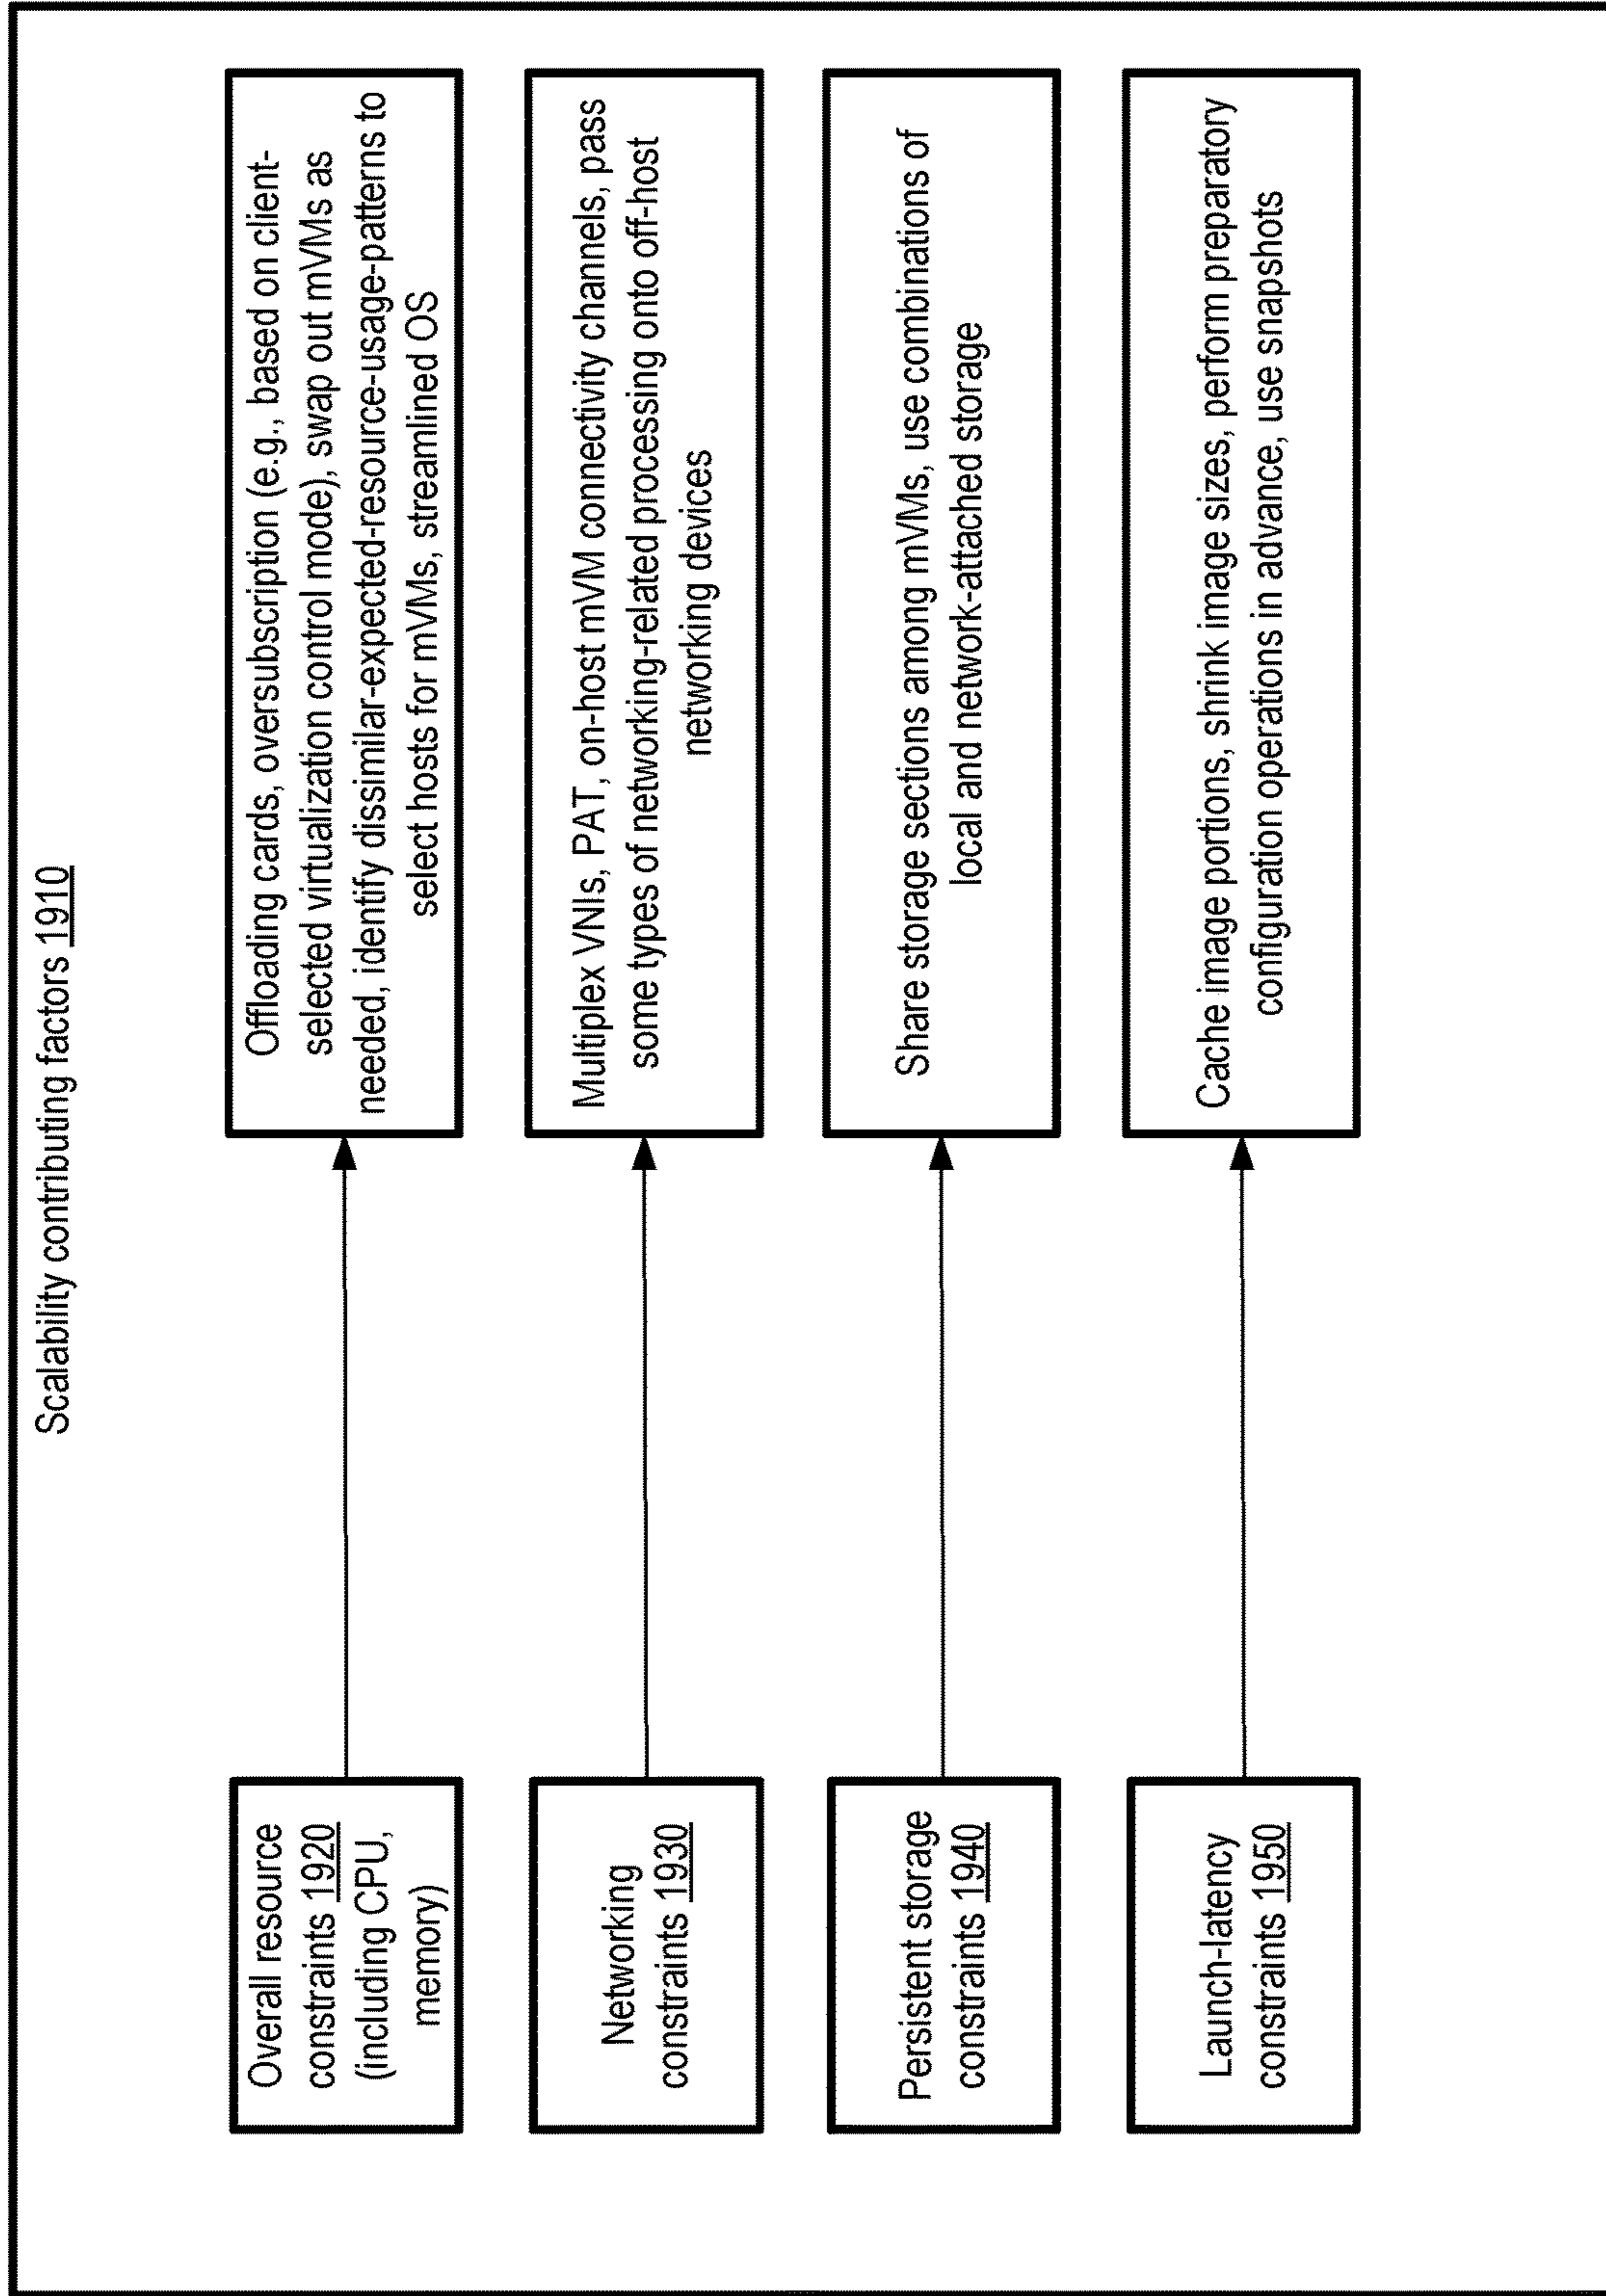 Scalability contributing factors 1910
Overall resource
constraints 1920
(including CPU,
memory)
Offloading cards, oversubscription (e.g., based on client-
selected virtualization control mode), swap out mVMs as
needed, identify dissimilar-expected-resource-usage-patterns to
select hosts for mVMs, streamlined OS
Networking
constraints 1930
Multiplex VNIs, PAT, on-host mVM connectivity channels, pass
some types of networking-related processing onto off-host
networking devices
Persistent storage
constraints 1940
Share storage sections among mVMs, use combinations of
local and network-attached storage
Launch-latency
constraints 1950
Cache image portions, shrink image sizes, perform preparatory
configuration operations in advance, use snapshots